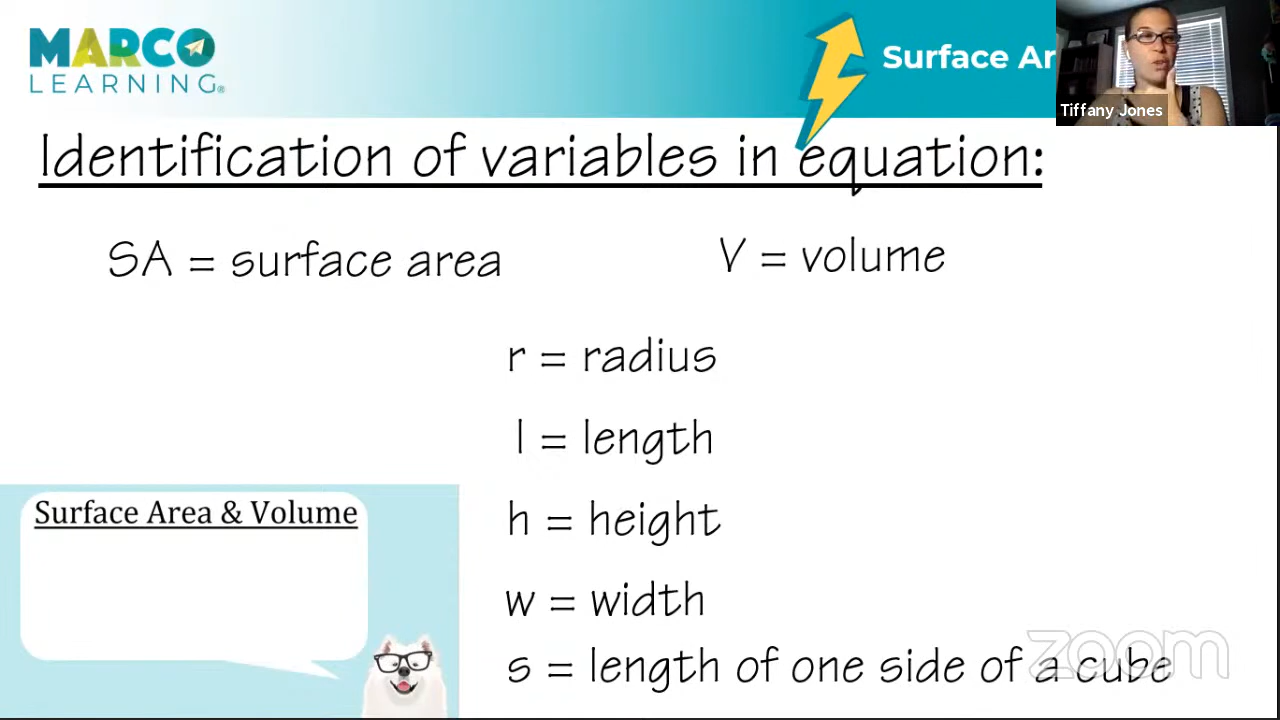 MARCO
LEARNING®
Surface Ar
Tiffany Jones
Identification of variables in equation:
SA = surface area
V = volume
r = radius
l = length
h = height
w = width
s = length of one side of a cube
Surface Area & Volume
zoom